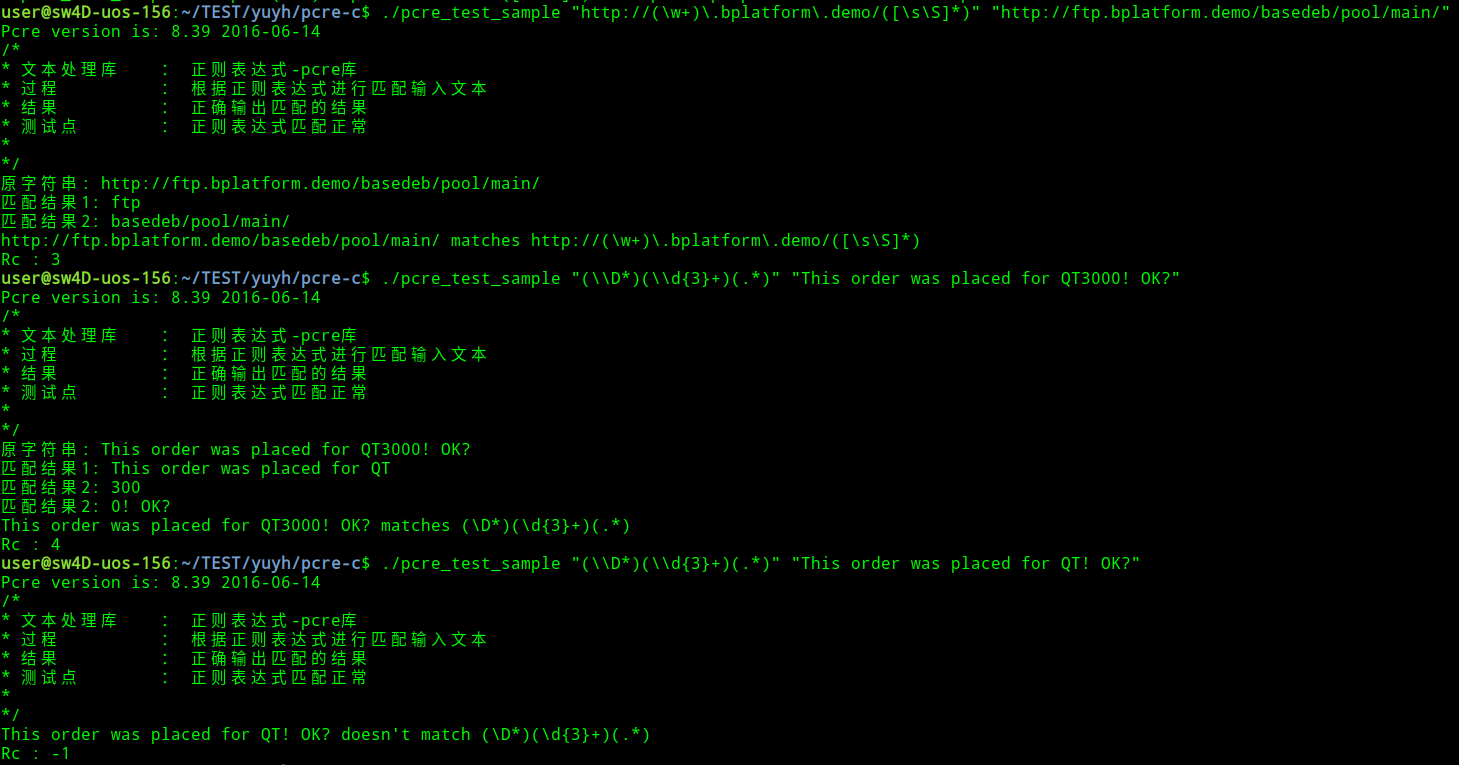 user@sw4D-uos-156:~/TEST/yuyh/pcre-c$ ./pcre_test_sample "http://(\w+)\.bplatform\.demo/([\s\S]*)" "http://ftp.bplatform.demo/basedeb/pool/main/"
Pcre version is: 8.39 2016-06-14
/*
* 文本处理库 : 正则表达式-pcre库
* 过程 : 根据正则表达式进行匹配输入文本
* 结果 : 正确输出匹配的结果
* 测试点 : 正则表达式匹配正常
*
*/
原字符串: http://ftp.bplatform.demo/basedeb/pool/main/
匹配结果1: ftp
匹配结果2: basedeb/pool/main/
http://ftp.bplatform.demo/basedeb/pool/main/ matches http://(\w+)\.bplatform\.demo/([\s\S]*)
Rc : 3
user@sw4D-uos-156:~/TEST/yuyh/pcre-c$ ./pcre_test_sample "(\\D*)(\\d{3}+)(.*)" "This order was placed for QT3000! OK?"
Pcre version is: 8.39 2016-06-14
/*
* 文本处理库 : 正则表达式-pcre库
* 过程 : 根据正则表达式进行匹配输入文本
* 结果 : 正确输出匹配的结果
* 测试点 : 正则表达式匹配正常
*
*/
原字符串: This order was placed for QT3000! OK?
匹配结果1: This order was placed for QT
匹配结果2: 300
匹配结果2: 0! OK?
This order was placed for QT3000! OK? matches (\D*)(\d{3}+)(.*)
Rc : 4
user@sw4D-uos-156:~/TEST/yuyh/pcre-c$ ./pcre_test_sample "(\\D*)(\\d{3}+)(.*)" "This order was placed for QT! OK?"
Pcre version is: 8.39 2016-06-14
/*
* 文本处理库 : 正则表达式-pcre库
* 过程 : 根据正则表达式进行匹配输入文本
* 结果 : 正确输出匹配的结果
* 测试点 : 正则表达式匹配正常
*
*/
This order was placed for QT! OK? doesn't match (\D*)(\d{3}+)(.*)
Rc : -1